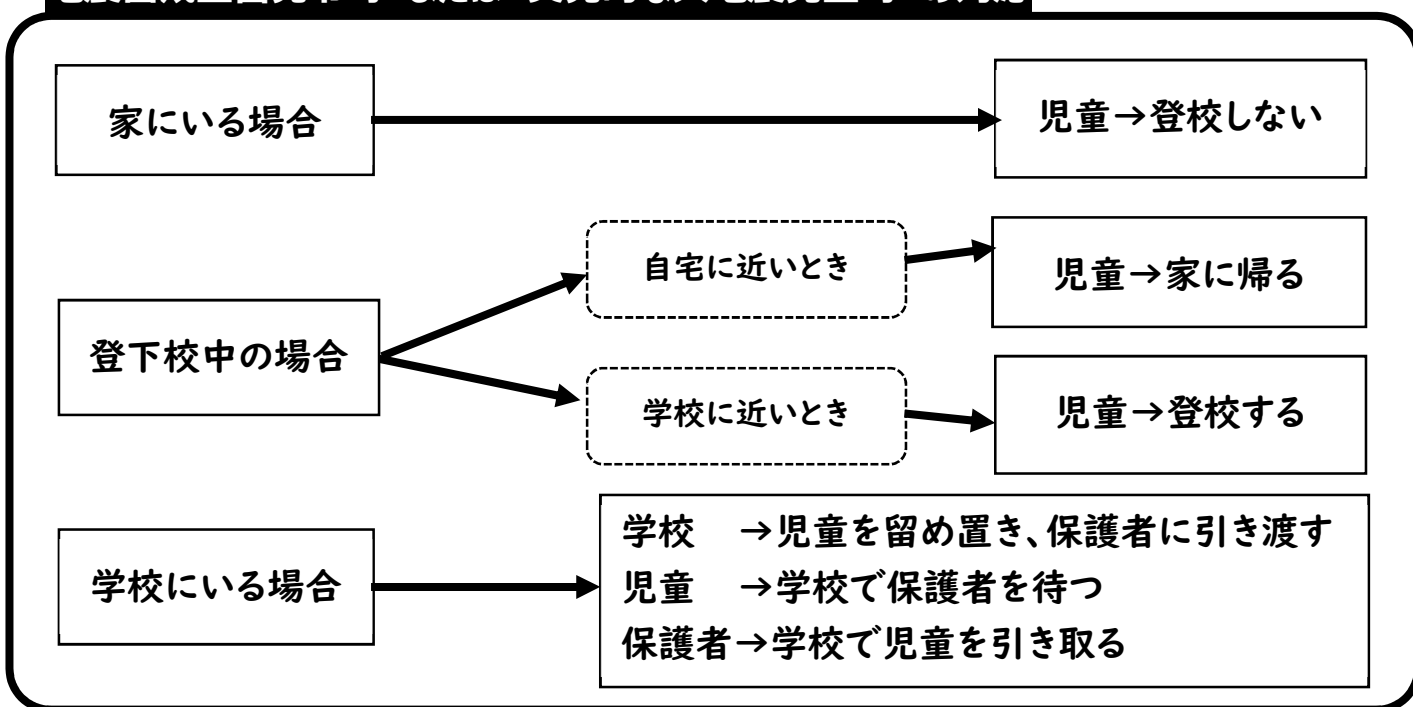 家にいる場合
児童→登校しない
登下校中の場合
自宅に近いとき
児童→家に帰る
学校に近いとき
児童→登校する
学校にいる場合
学校　→児童を留め置き、保護者に引き渡す
児童　→学校で保護者を待つ
保護者→学校で児童を引き取る